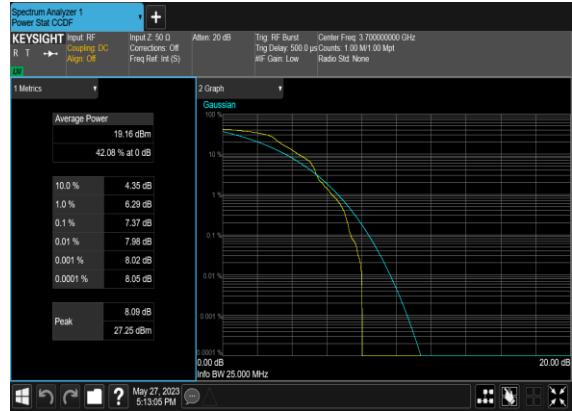 Spectrum Analyzer 1
Power Stat CCDF
KEYSIGHT
R T
Input: RF
Coupling: DC
Align: Off
Input Z: 50 Ω
Corrections: Off
Freq Ref: Int (S)
Atten: 20 dB
Trig: RF Burst
Trig Delay: 500.0 µs
#IF Gain: Low
Center Freq: 3.700000000 GHz
Counts: 1.00 M/1.00 Mpt
Radio Std: None
1 Metrics
Average Power
19.16 dBm
42.08 % at 0 dB
10.0 % 4.35 dB
1.0 % 6.29 dB
0.1 % 7.37 dB
0.01 % 7.98 dB
0.001 % 8.02 dB
0.0001 % 8.05 dB
Peak
8.09 dB
27.25 dBm
2 Graph
Gaussian
100 %
10 %
1 %
0.1 %
0.01 %
0.001 %
0.0001 %
0.00 dB 20.00 dB
Info BW 25.000 MHz
?
May 27, 2023
5:13:05 PM